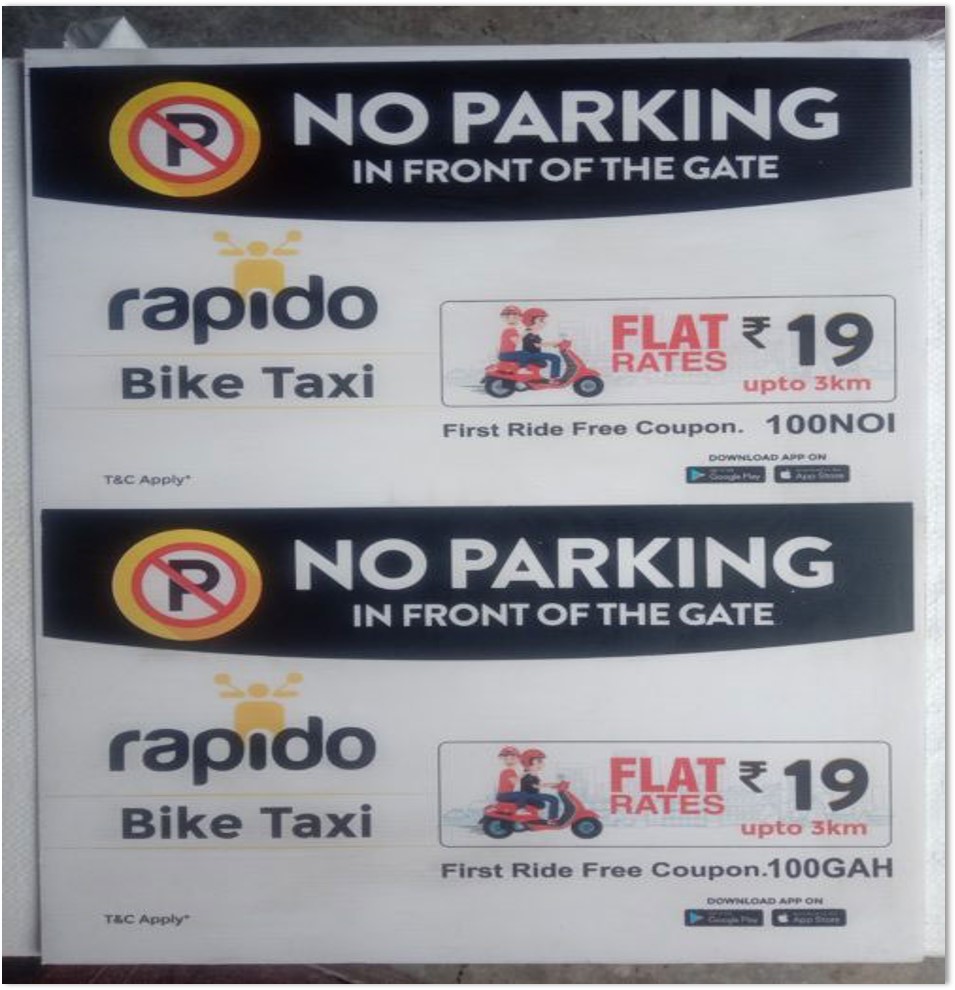 P
NO PARKING
IN FRONT OF THE GATE
rapido
Bike Taxi
FLAT RATES ₹ 19
upto 3km
First Ride Free Coupon. 100NOI
DOWNLOAD APP ON
Google Play App Store
T&C Apply*
P
NO PARKING
IN FRONT OF THE GATE
rapido
Bike Taxi
FLAT RATES ₹ 19
upto 3km
First Ride Free Coupon.100GAH
DOWNLOAD APP ON
Google Play App Store
T&C Apply*